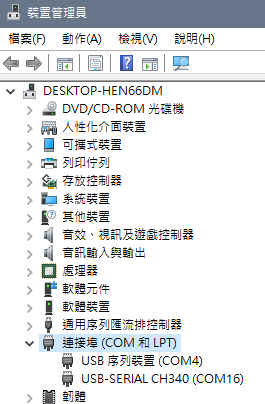 裝置管理員
檔案(F) 動作(A) 檢視(V) 說明(H)
DESKTOP-HEN66DM
DVD/CD-ROM 光碟機
人性化介面裝置
可攜式裝置
列印佇列
存放控制器
系統裝置
其他裝置
音效、視訊及遊戲控制器
音訊輸入與輸出
處理器
軟體元件
軟體裝置
通用序列匯流排控制器
連接埠 (COM 和 LPT)
USB 序列裝置 (COM4)
USB-SERIAL CH340 (COM16)
韌體